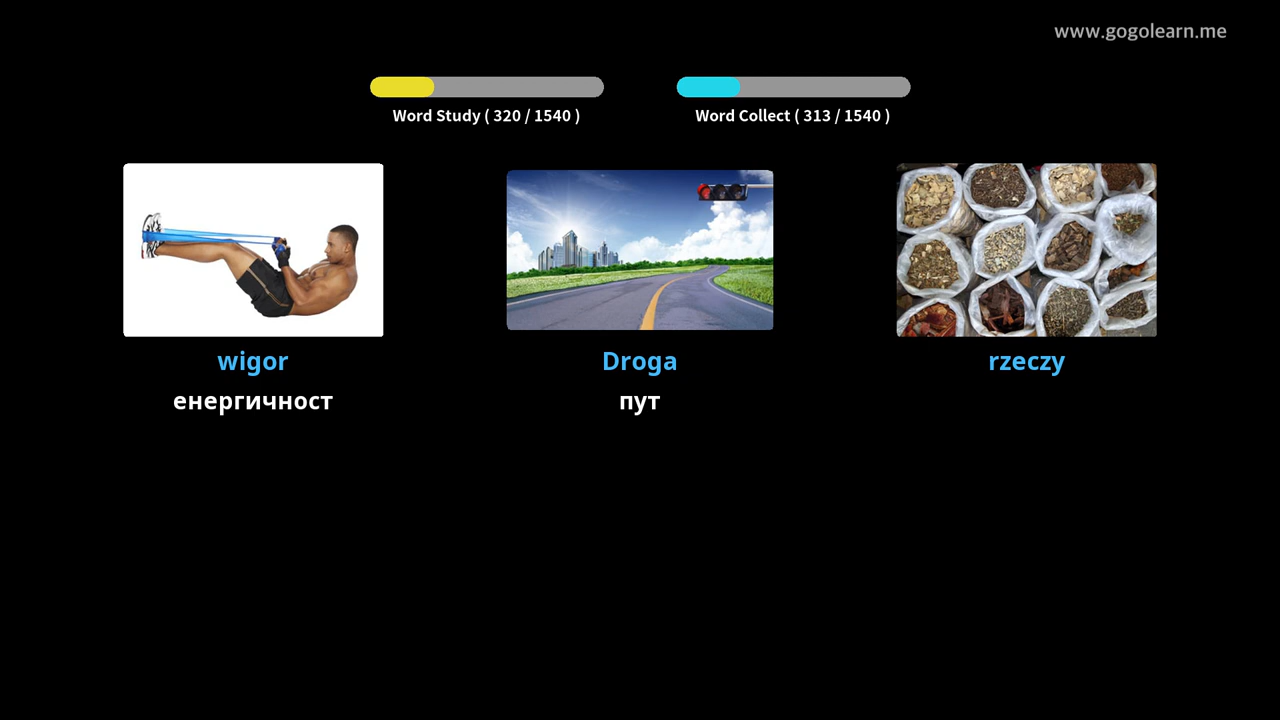 www.gogolearn.me
Word Study ( 320 / 1540 )
Word Collect ( 313 / 1540 )
wigor
Droga
rzeczy
енергичност
пут